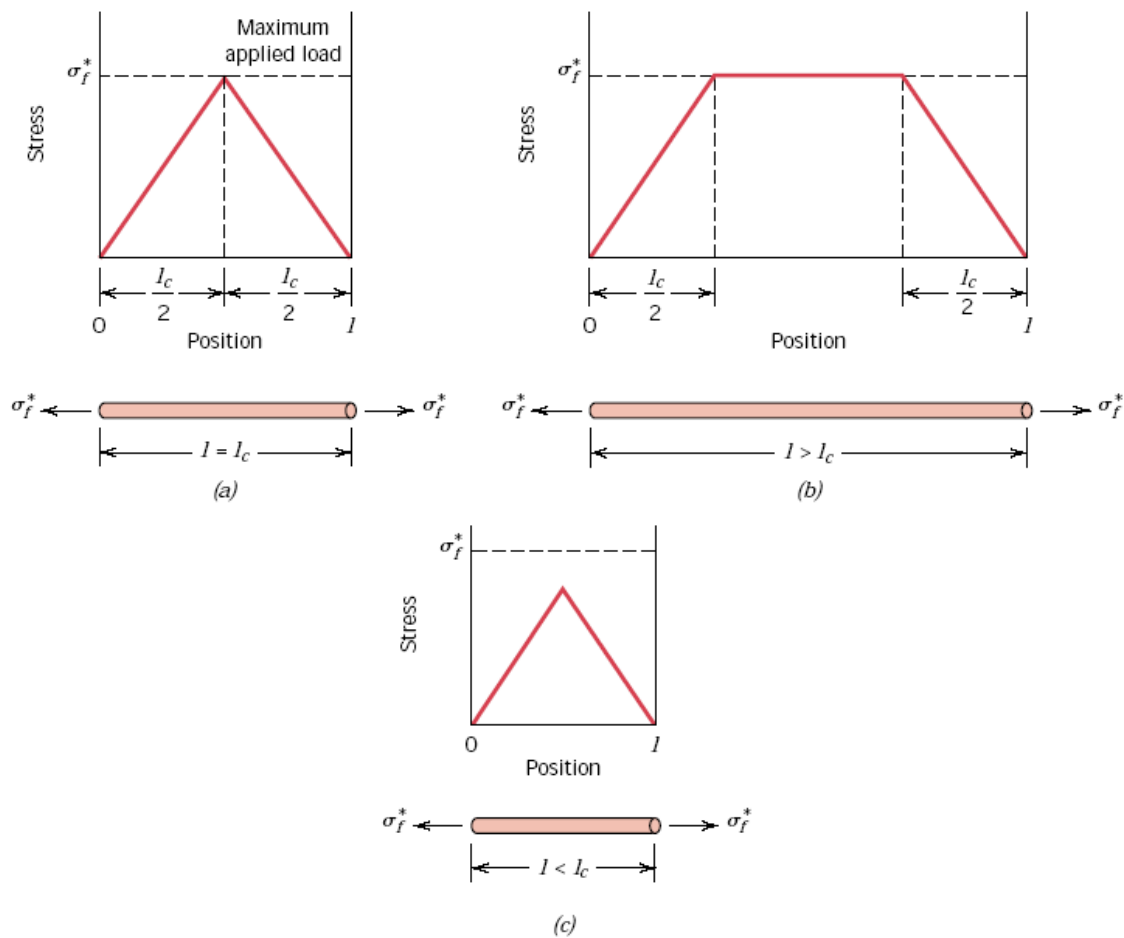 Maximum
applied load
σ*f
Stress
lc
2
lc
2
0
l
Position
σ*f
σ*f
l = lc
(a)
σ*f
Stress
lc
2
lc
2
0
l
Position
σ*f
σ*f
l > lc
(b)
σ*f
Stress
0
l
Position
σ*f
σ*f
l < lc
(c)